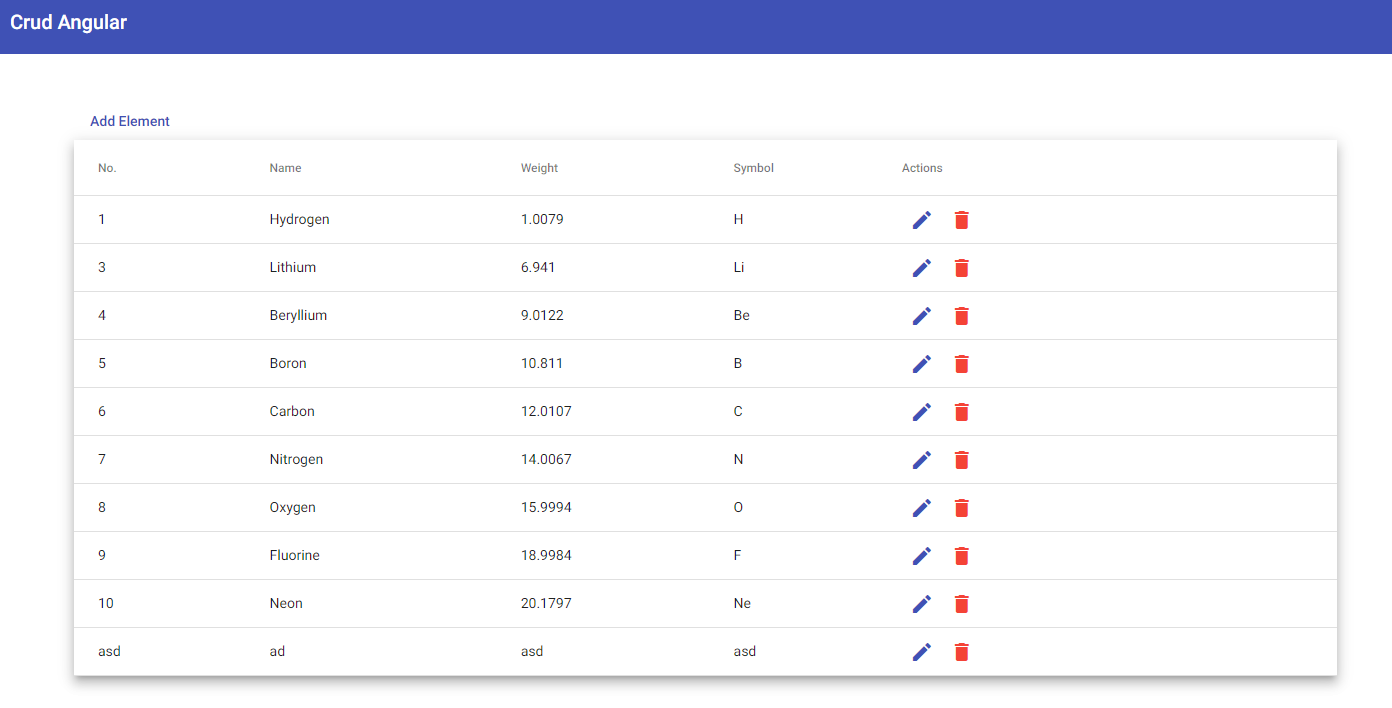 Crud Angular
Add Element
No. Name Weight Symbol Actions
1 Hydrogen 1.0079 H
3 Lithium 6.941 Li
4 Beryllium 9.0122 Be
5 Boron 10.811 B
6 Carbon 12.0107 C
7 Nitrogen 14.0067 N
8 Oxygen 15.9994 O
9 Fluorine 18.9984 F
10 Neon 20.1797 Ne
asd ad asd asd